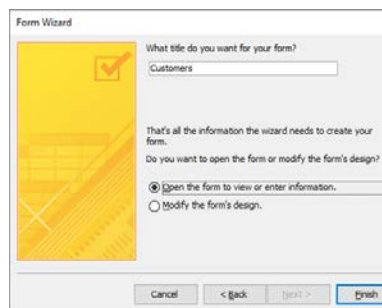 Form Wizard
What title do you want for your form?
Customers
That's all the information the wizard needs to create your
form.
Do you want to open the form or modify the form's design?
Open the form to view or enter information.
Modify the form's design.
Cancel
< Back
Next >
Finish